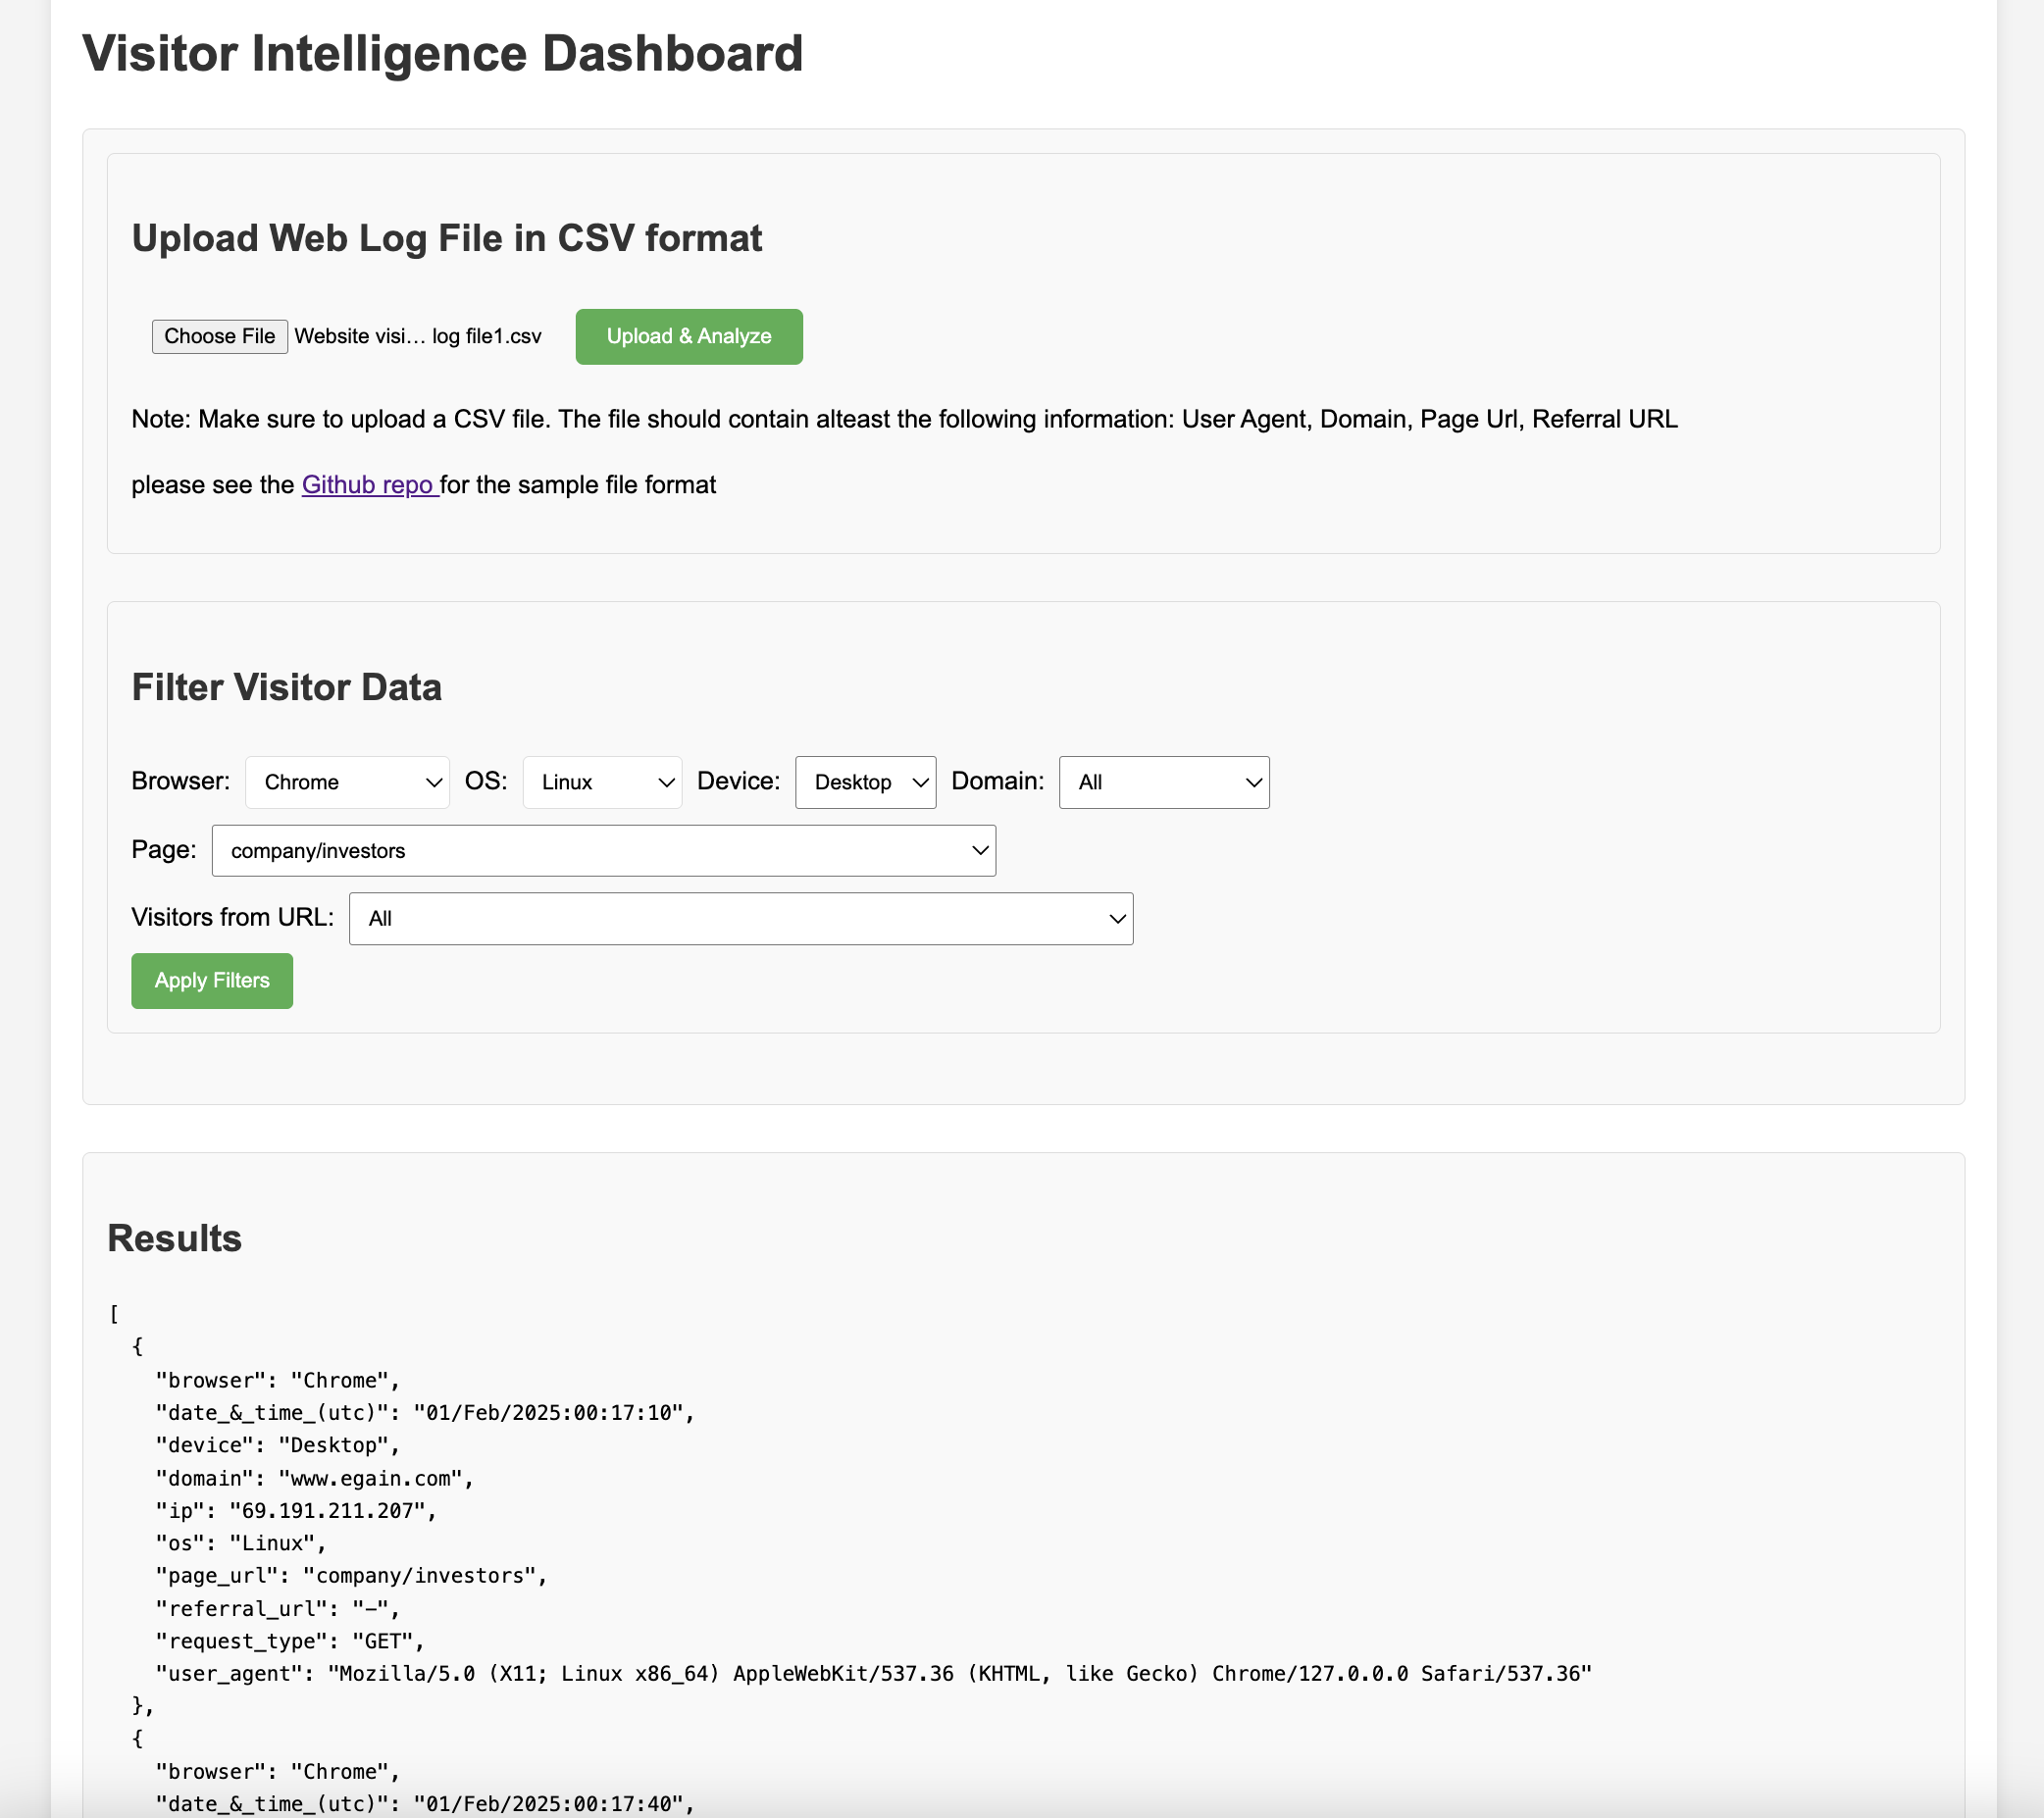 Visitor Intelligence Dashboard
Upload Web Log File in CSV format
Choose File Website visi... log file1.csv Upload & Analyze
Note: Make sure to upload a CSV file. The file should contain alteast the following information: User Agent, Domain, Page Url, Referral URL
please see the Github repo for the sample file format
Filter Visitor Data
Browser: Chrome OS: Linux Device: Desktop Domain: All
Page: company/investors
Visitors from URL: All
Apply Filters
Results
[
  {
    "browser": "Chrome",
    "date_&_time_(utc)": "01/Feb/2025:00:17:10",
    "device": "Desktop",
    "domain": "www.egain.com",
    "ip": "69.191.211.207",
    "os": "Linux",
    "page_url": "company/investors",
    "referral_url": "-",
    "request_type": "GET",
    "user_agent": "Mozilla/5.0 (X11; Linux x86_64) AppleWebKit/537.36 (KHTML, like Gecko) Chrome/127.0.0.0 Safari/537.36"
  },
  {
    "browser": "Chrome",
    "date_&_time_(utc)": "01/Feb/2025:00:17:40",